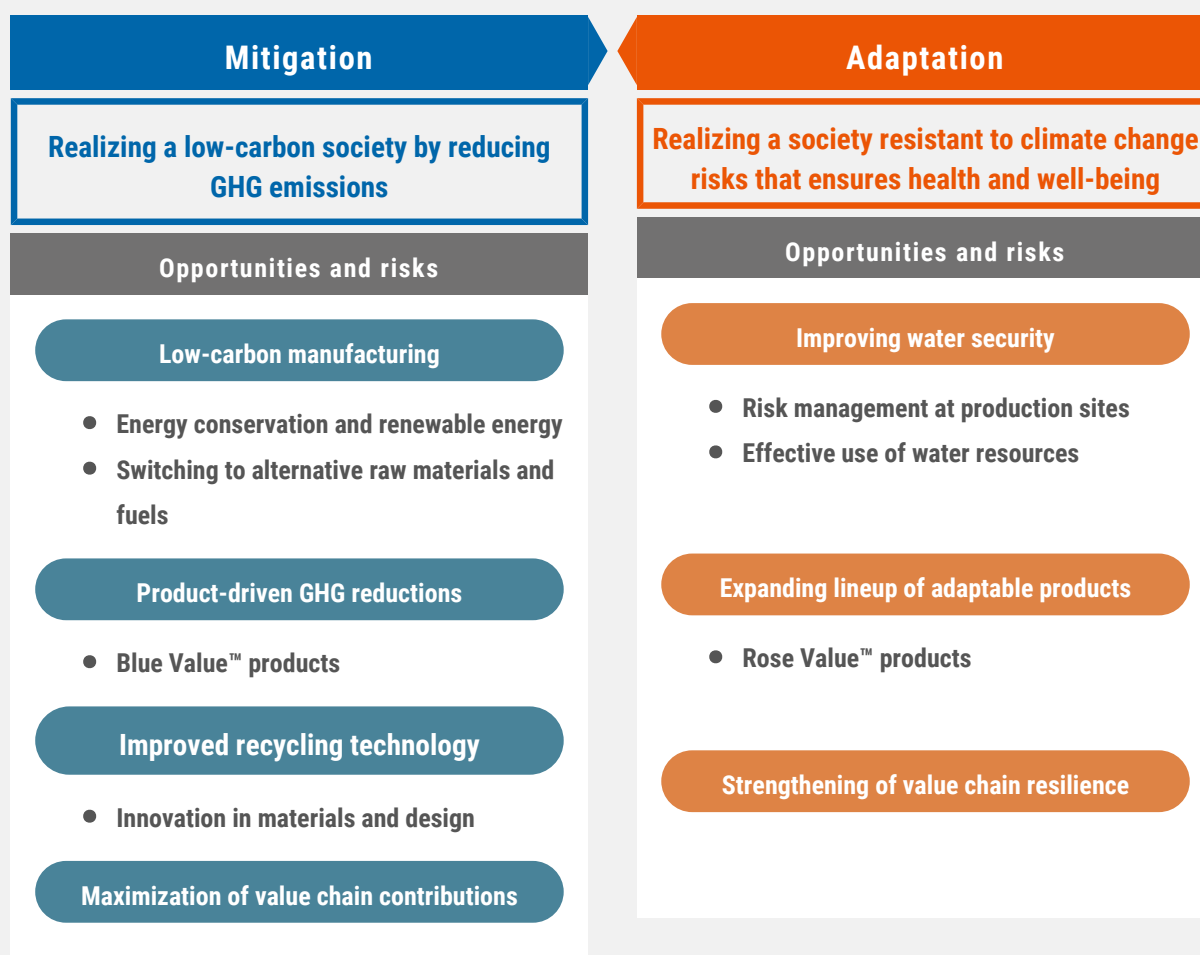 Mitigation
Realizing a low-carbon society by reducing
GHG emissions
Opportunities and risks
Low-carbon manufacturing
Energy conservation and renewable energy
Switching to alternative raw materials and
fuels
Product-driven GHG reductions
Blue Value™ products
Improved recycling technology
Innovation in materials and design
Maximization of value chain contributions
Adaptation
Realizing a society resistant to climate change
risks that ensures health and well-being
Opportunities and risks
Improving water security
Risk management at production sites
Effective use of water resources
Expanding lineup of adaptable products
Rose Value™ products
Strengthening of value chain resilience